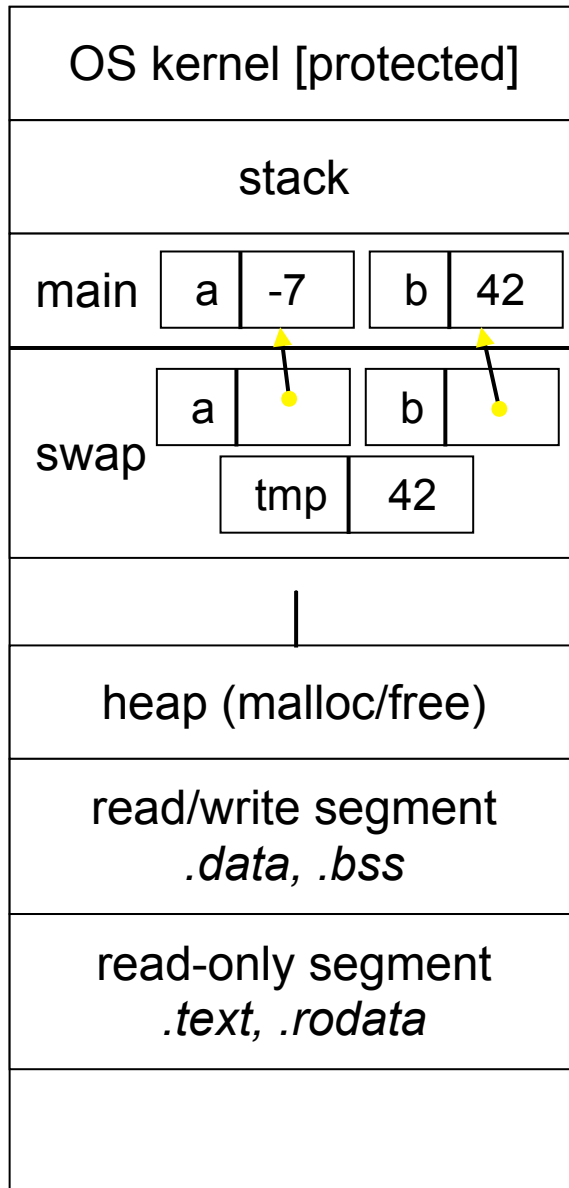 OS kernel [protected]
stack
main a -7 b 42
swap a b
tmp 42
heap (malloc/free)
read/write segment
.data, .bss
read-only segment
.text, .rodata